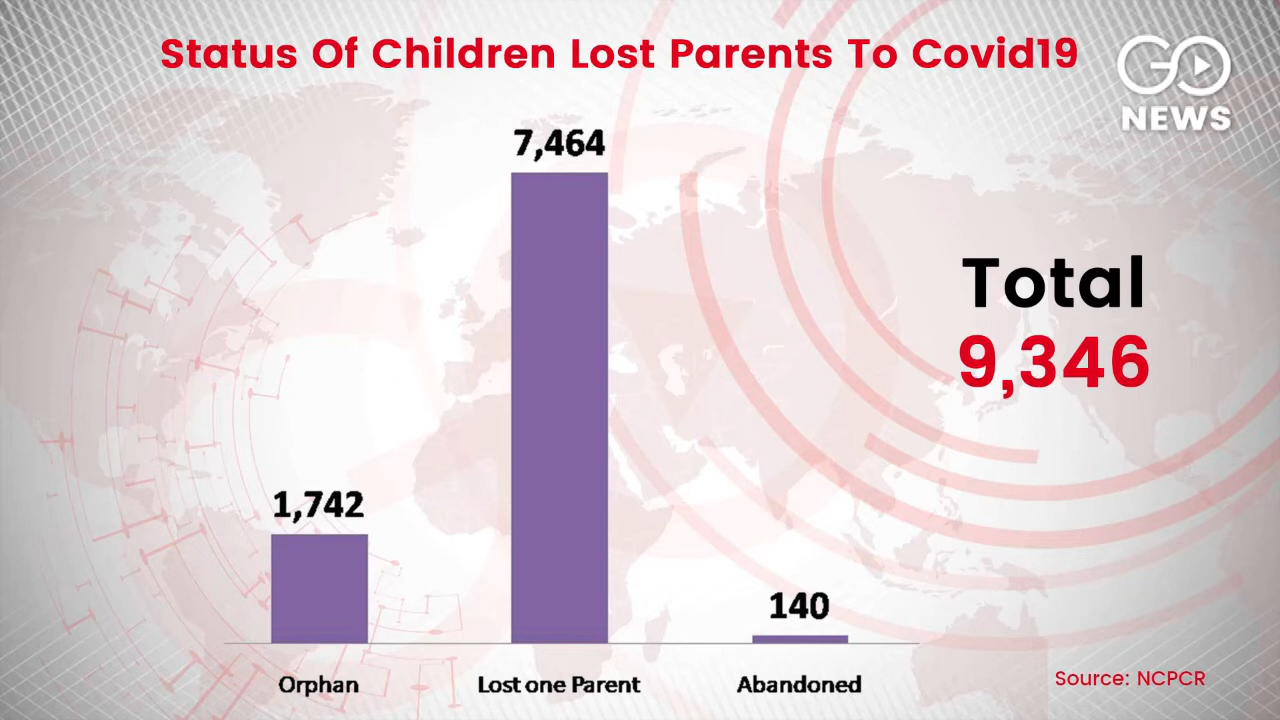 Status Of Children Lost Parents To Covid19
GO
NEWS
7,464
1,742
140
Total
9,346
Orphan
Lost one Parent
Abandoned
Source: NCPCR